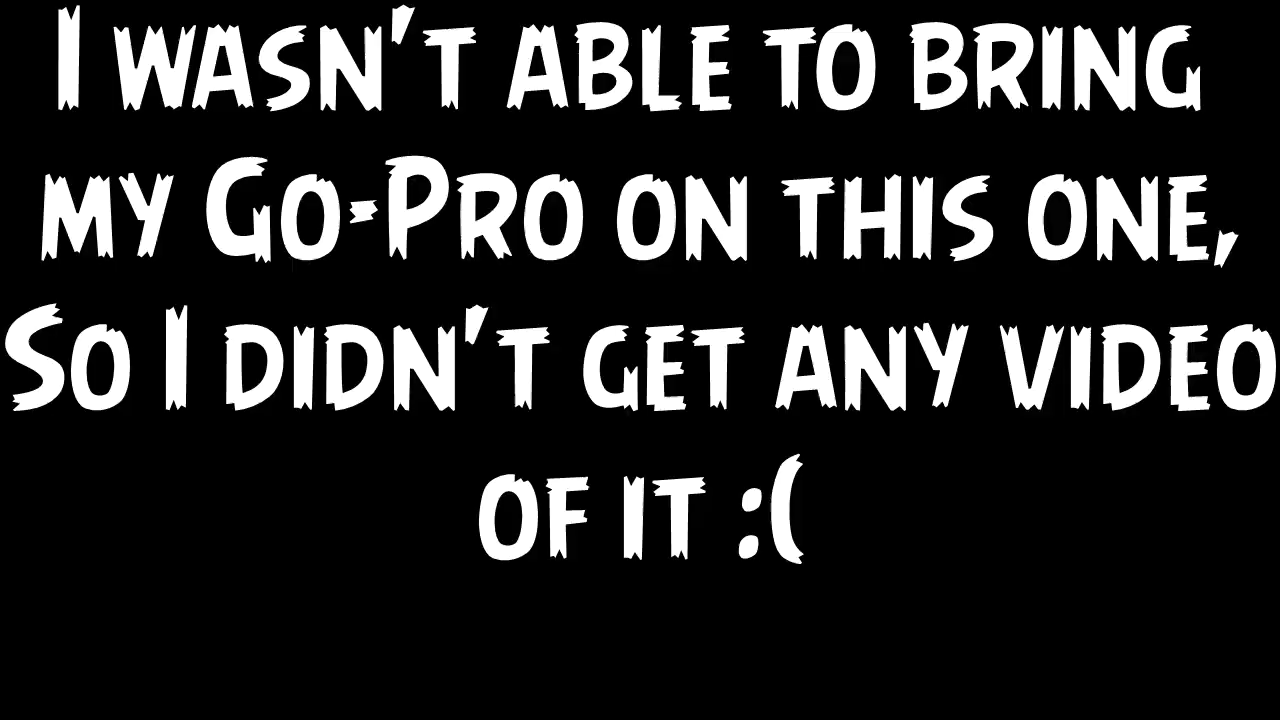 I wasn't able to bring
my Go-Pro on this one,
So I didn't get any video
of it :(